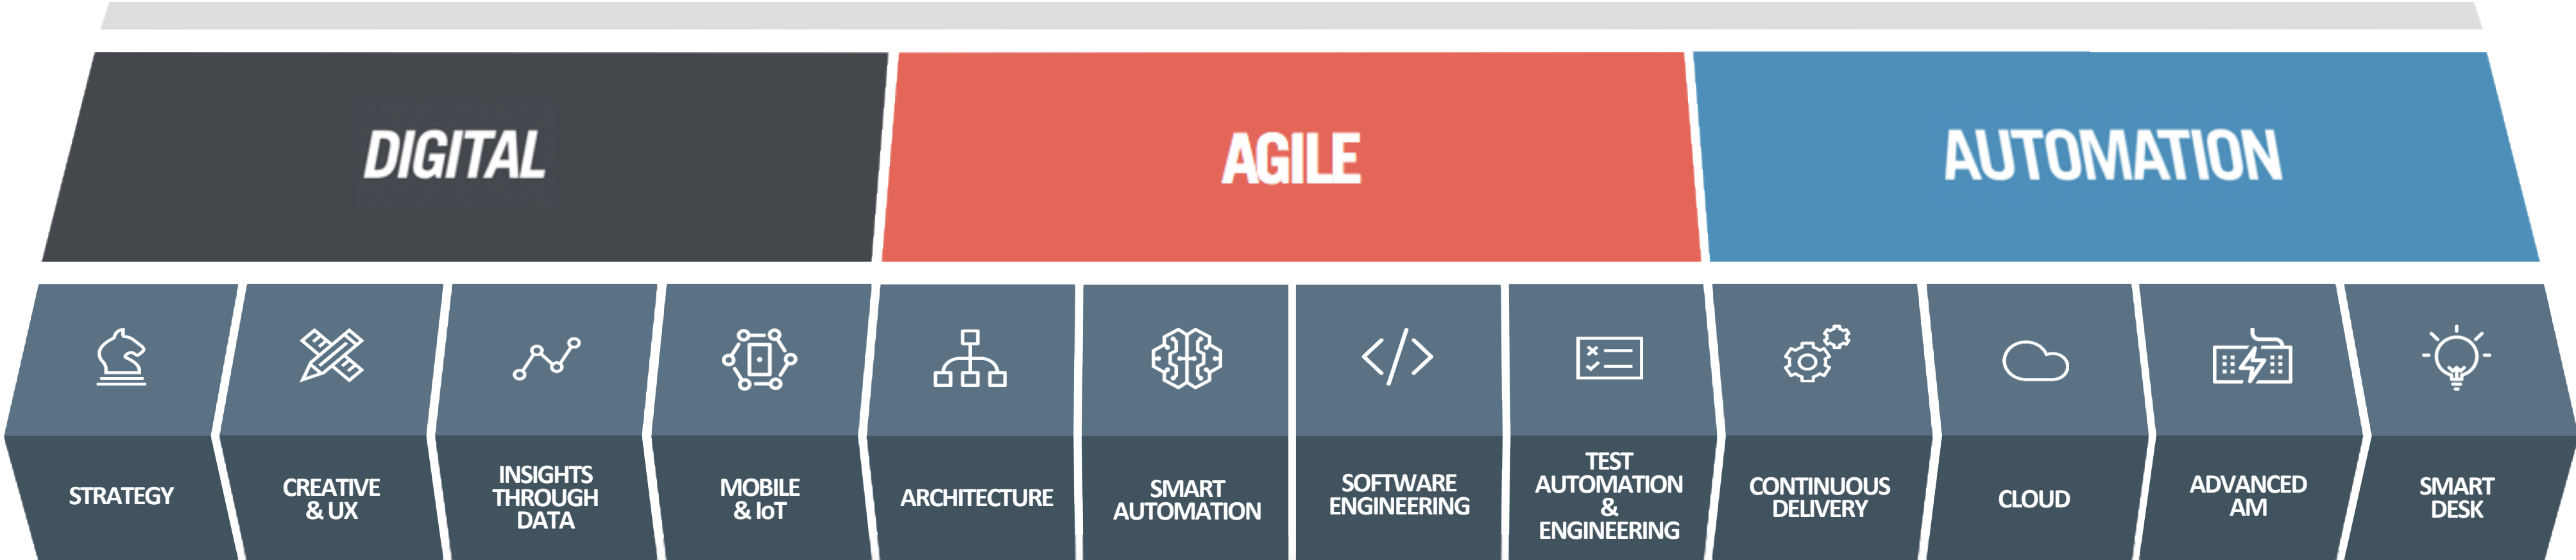 DIGITAL
AGILE
AUTOMATION
STRATEGY
CREATIVE
& UX
INSIGHTS
THROUGH
DATA
MOBILE
& IoT
ARCHITECTURE
SMART
AUTOMATION
SOFTWARE
ENGINEERING
TEST
AUTOMATION
&
ENGINEERING
CONTINUOUS
DELIVERY
CLOUD
ADVANCED
AM
SMART
DESK